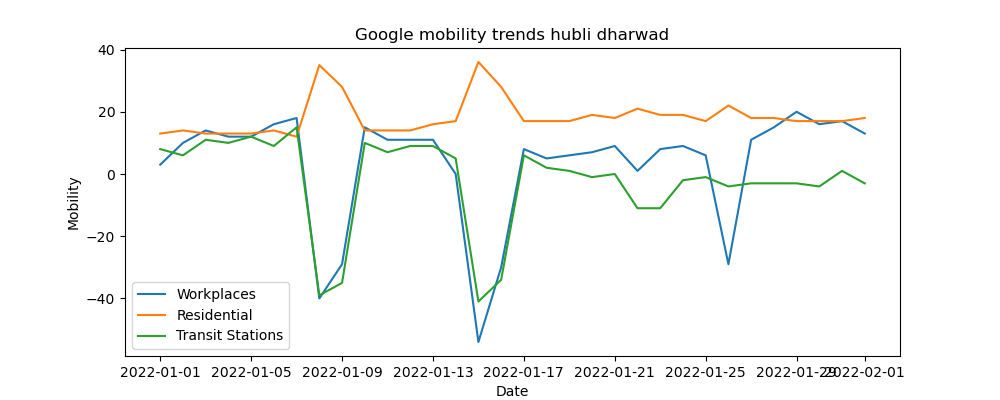 Google mobility trends hubli dharwad
40
20
0
−20
−40
Mobility
Workplaces
Residential
Transit Stations
2022-01-01 2022-01-05 2022-01-09 2022-01-13 2022-01-17 2022-01-21 2022-01-25 2022-01-29 2022-02-01
Date